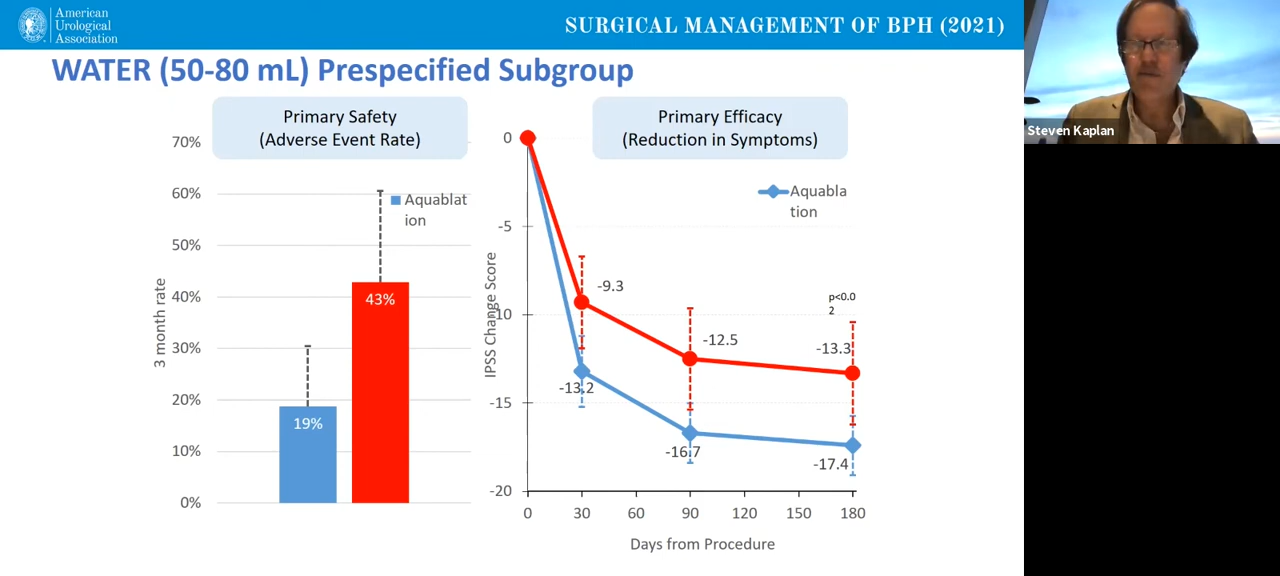 American
Urological
Association
SURGICAL MANAGEMENT OF BPH (2021)
WATER (50-80 mL) Prespecified Subgroup
Steven Kaplan
Primary Safety
(Adverse Event Rate)
70%
60%
50%
40%
30%
20%
10%
0%
3 month rate
Aquablat
ion
43%
19%
Primary Efficacy
(Reduction in Symptoms)
0
-5
-10
-15
-20
IPSS Change Score
Aquabla
tion
-9.3
-12.5
-13.3
p<0.0
2
-13.2
-16.7
-17.4
0 30 60 90 120 150 180
Days from Procedure